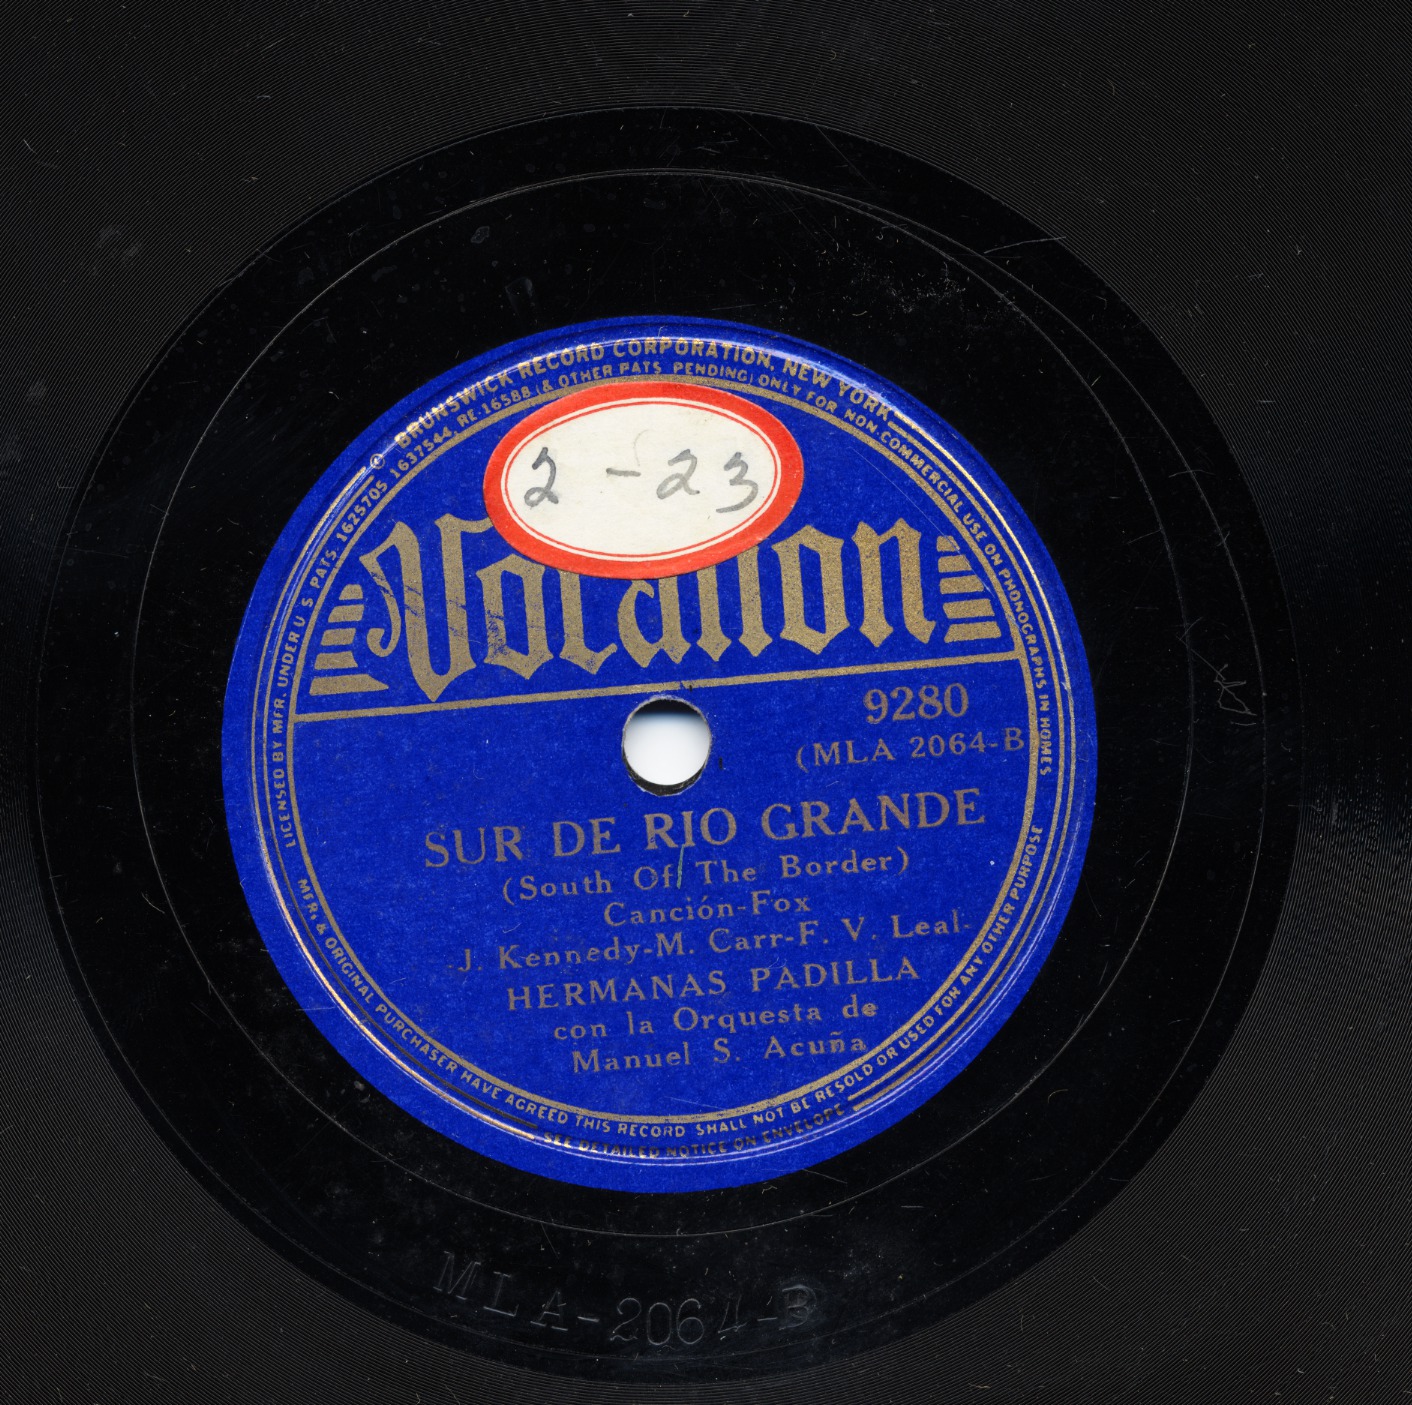 © BRUNSWICK RECORD CORPORATION, NEW YORK
LICENSED BY MFR. UNDER U S. PATS. 1625705 1637544 RE·16588 (& OTHER PATS PENDING) ONLY FOR NON-COMMERCIAL USE ON PHONOGRAPHS IN HOMES
2 - 23
Vocalion
9280
(MLA 2064-B
SUR DE RIO GRANDE
(South Of The Border)
Canción-Fox
J. Kennedy-M. Carr-F. V. Leal-
HERMANAS PADILLA
con la Orquesta de
Manuel S. Acuña
MFR. & ORIGINAL PURCHASER HAVE AGREED THIS RECORD SHALL NOT BE RESOLD OR USED FOR ANY OTHER PURPOSE
SEE DETAILED NOTICE ON ENVELOPE
MLA-2064-B